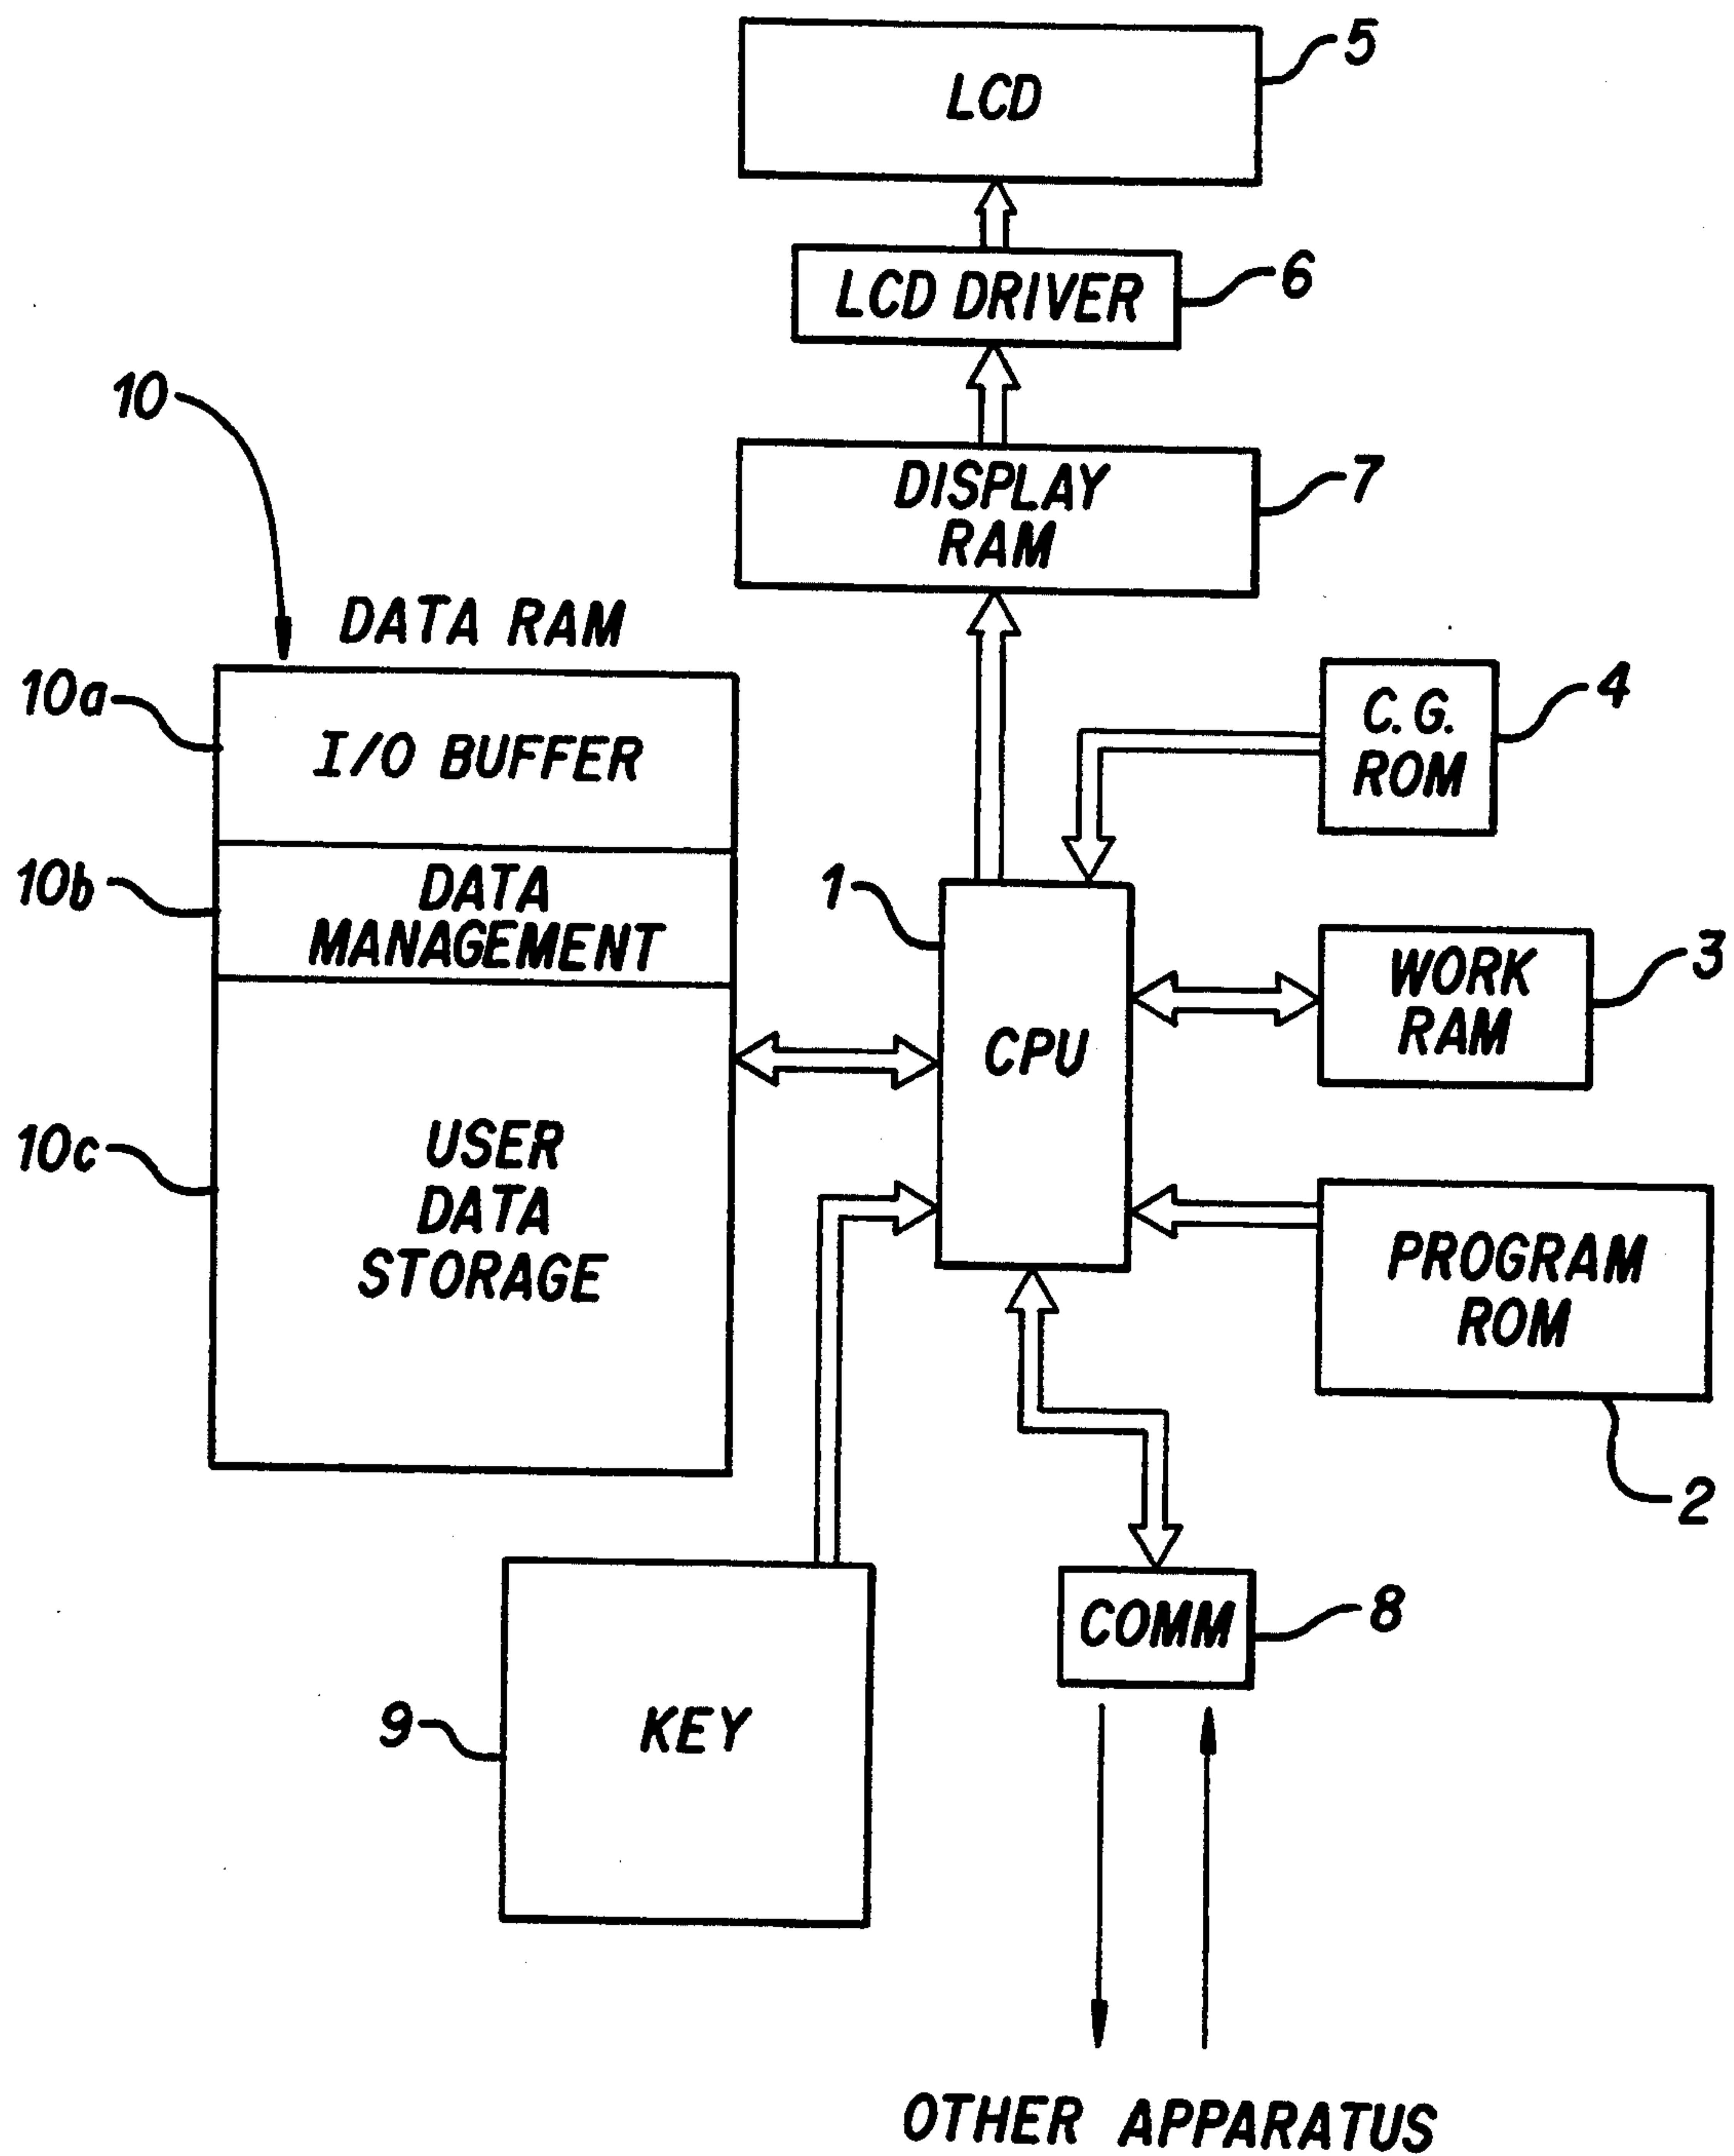 5
LCD
6
LCD DRIVER
10
7
DISPLAY
RAM
DATA RAM
4
C.G.
ROM
10a
I/O BUFFER
10b
DATA
MANAGEMENT
1
CPU
3
WORK
RAM
10c
USER
DATA
STORAGE
PROGRAM
ROM
2
8
COMM
9
KEY
OTHER APPARATUS